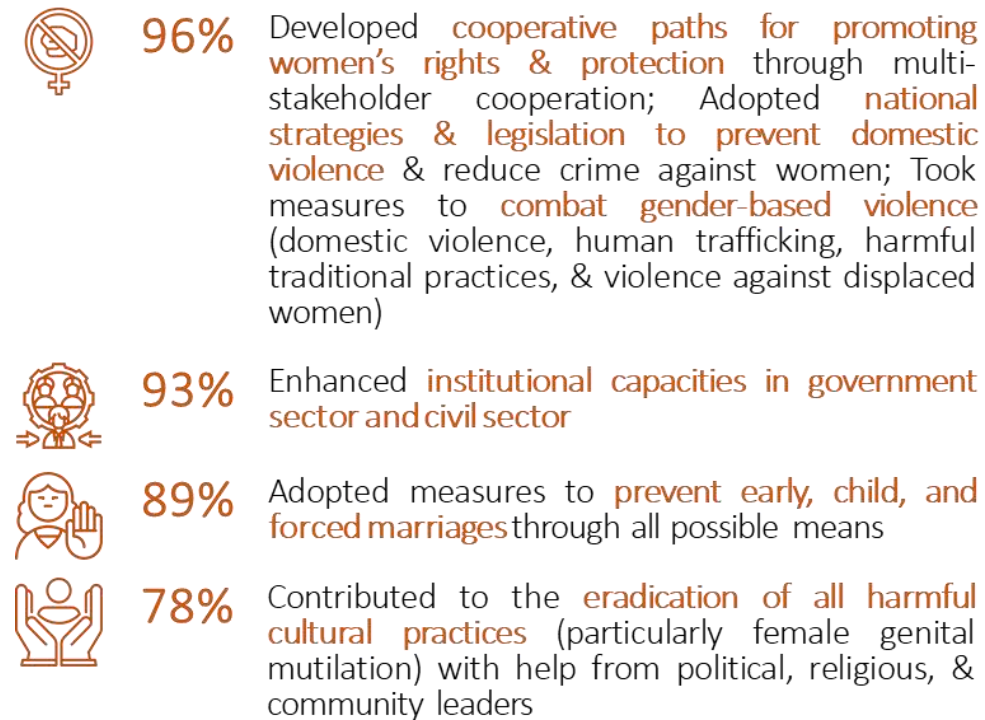 96%
Developed cooperative paths for promoting
women’s rights & protection through multi-
stakeholder cooperation; Adopted national
strategies & legislation to prevent domestic
violence & reduce crime against women; Took
measures to combat gender-based violence
(domestic violence, human trafficking, harmful
traditional practices, & violence against displaced
women)
93%
Enhanced institutional capacities in government
sector and civil sector
89%
Adopted measures to prevent early, child, and
forced marriages through all possible means
78%
Contributed to the eradication of all harmful
cultural practices (particularly female genital
mutilation) with help from political, religious, &
community leaders